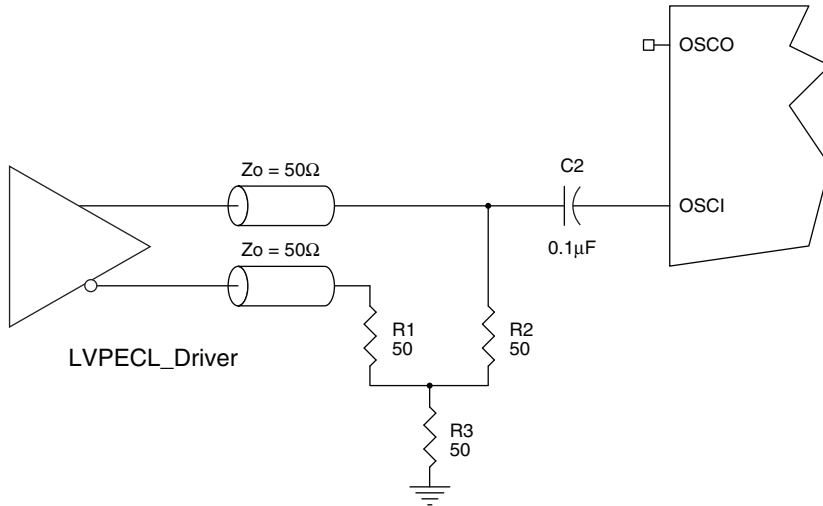 OSCO
Zo = 50Ω
C2
OSCI
0.1µF
Zo = 50Ω
R1
50
R2
50
LVPECL_Driver
R3
50